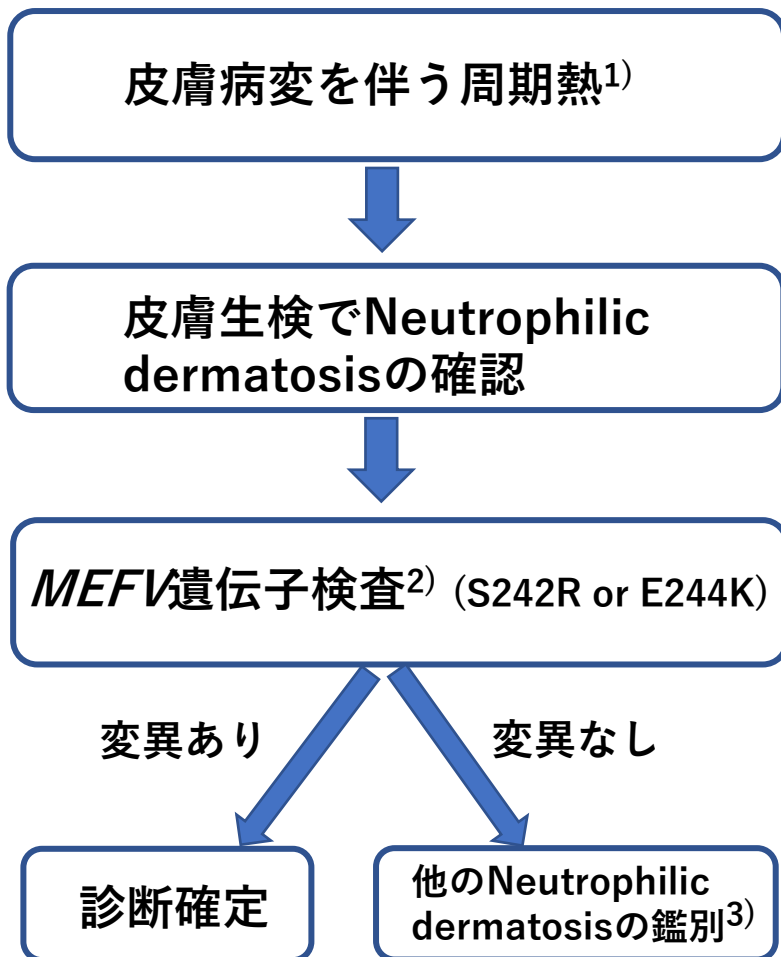 皮膚病変を伴う周期熱1)
皮膚生検でNeutrophilic
dermatosisの確認
MEFV遺伝子検査2) (S242R or E244K)
変異あり
変異なし
診断確定
他のNeutrophilic
dermatosisの鑑別3)